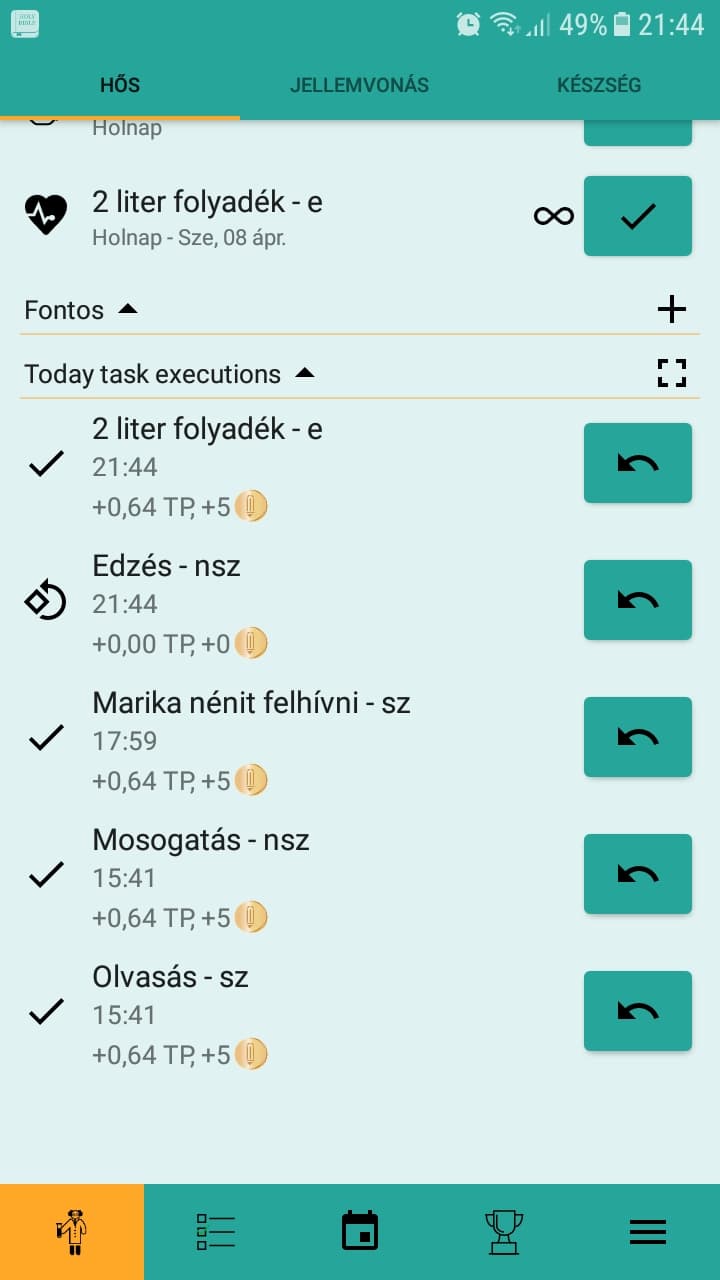 HOLY
BIBLE
49% 21:44
HŐS JELLEMVONÁS KÉSZSÉG
Holnap
2 liter folyadék - e
Holnap - Sze, 08 ápr.
Fontos
Today task executions
2 liter folyadék - e
21:44
+0,64 TP, +5
Edzés - nsz
21:44
+0,00 TP, +0
Marika nénit felhívni - sz
17:59
+0,64 TP, +5
Mosogatás - nsz
15:41
+0,64 TP, +5
Olvasás - sz
15:41
+0,64 TP, +5